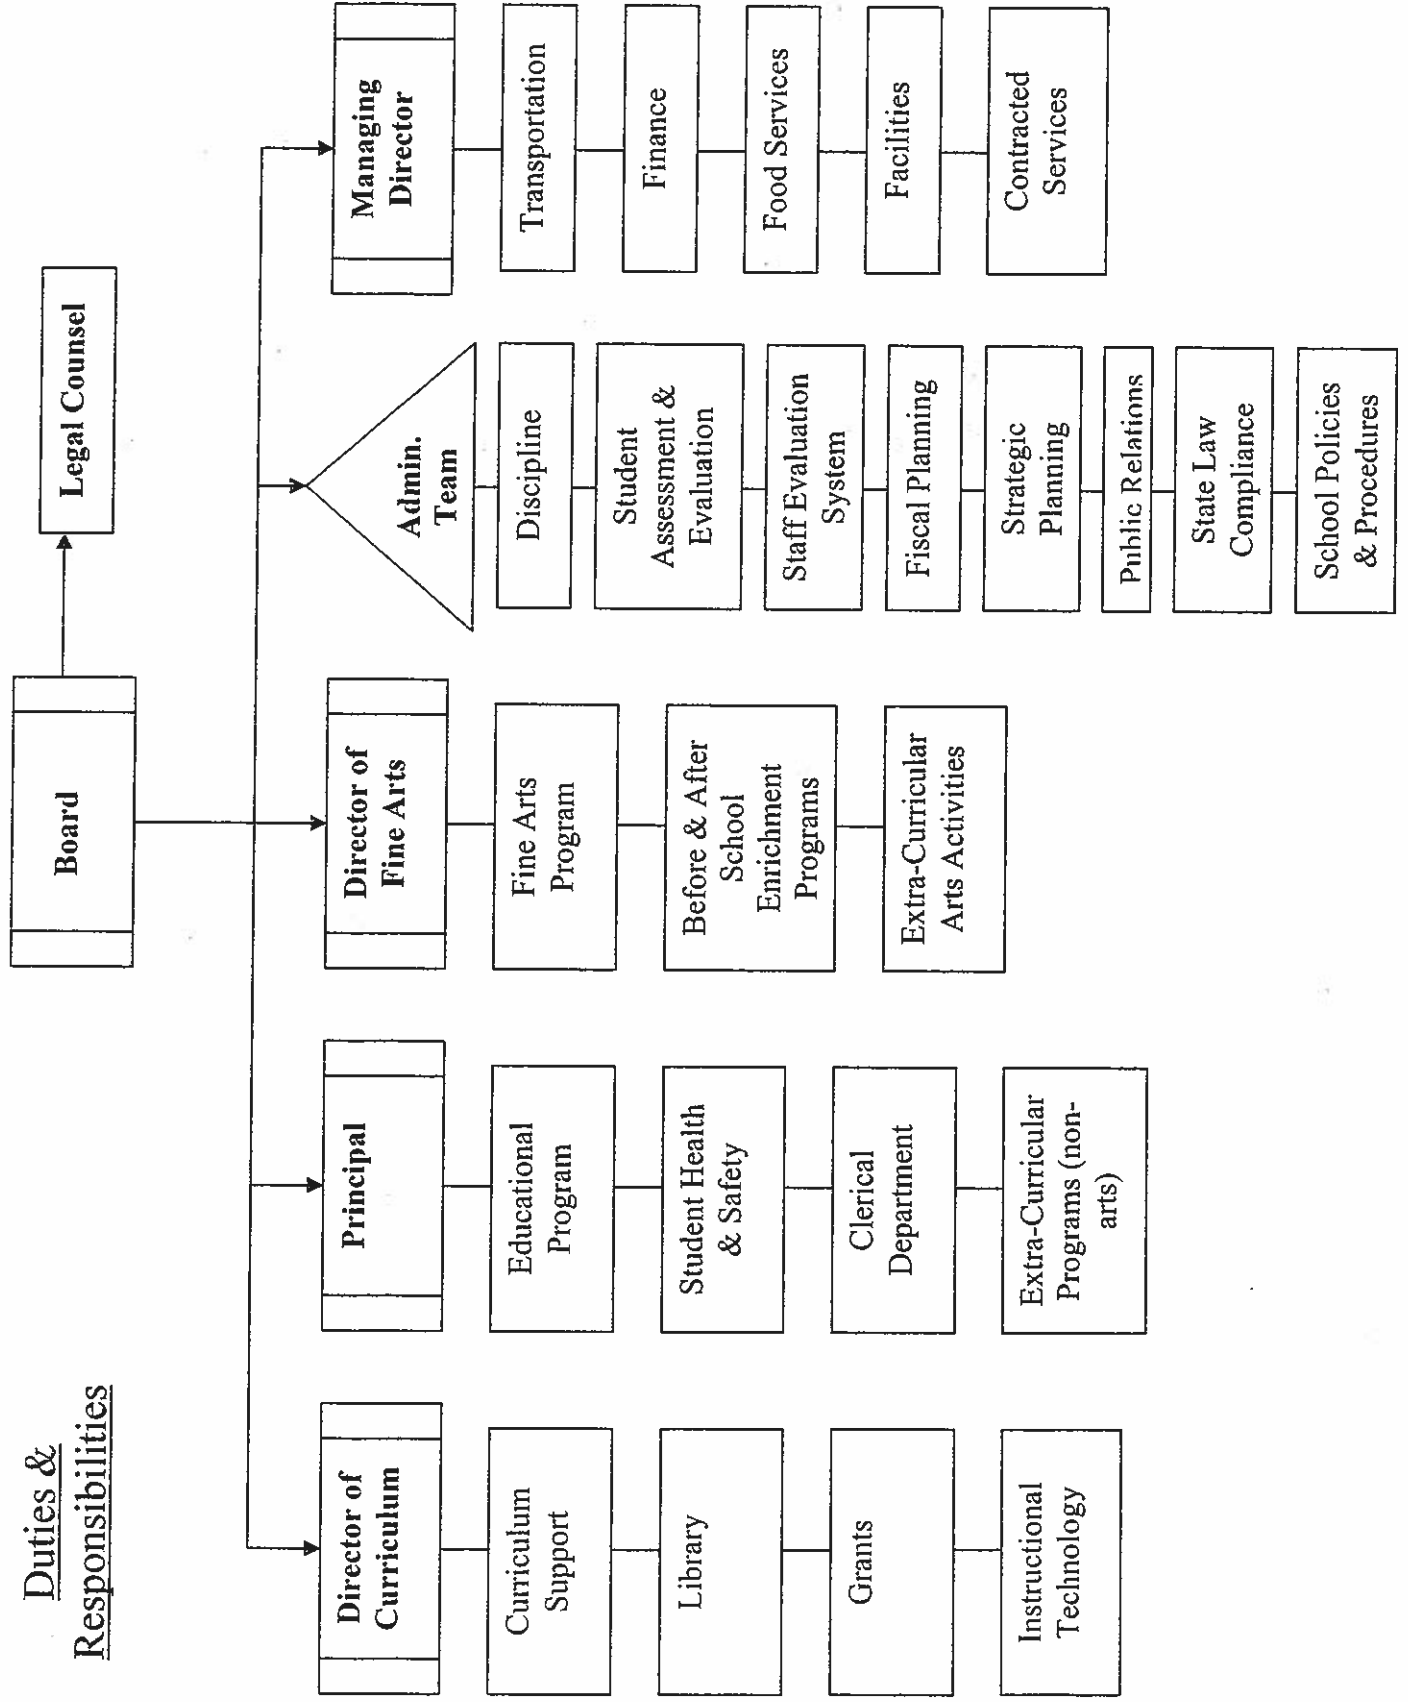 Duties &
Responsibilities
Board
Legal Counsel
Director of
Curriculum
Curriculum
Support
Library
Grants
Instructional
Technology
Principal
Educational
Program
Student Health
& Safety
Clerical
Department
Extra-Curricular
Programs (non-
arts)
Director of
Fine Arts
Fine Arts
Program
Before & After
School
Enrichment
Programs
Extra-Curricular
Arts Activities
Admin.
Team
Discipline
Student
Assessment &
Evaluation
Staff Evaluation
System
Fiscal Planning
Strategic
Planning
Public Relations
State Law
Compliance
School Policies
& Procedures
Managing
Director
Transportation
Finance
Food Services
Facilities
Contracted
Services